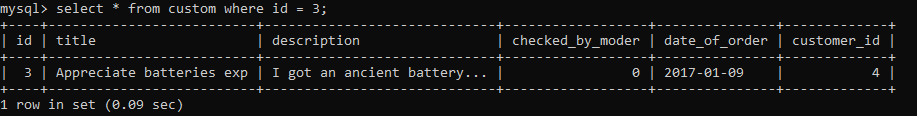 mysql> select * from custom where id = 3;
+----+--------------------------+------------------------------+------------------+---------------+-------------+
| id | title                    | description                  | checked_by_moder | date_of_order | customer_id |
+----+--------------------------+------------------------------+------------------+---------------+-------------+
|  3 | Appreciate batteries exp | I got an ancient battery... |                0 | 2017-01-09    |           4 |
+----+--------------------------+------------------------------+------------------+---------------+-------------+
1 row in set (0.09 sec)